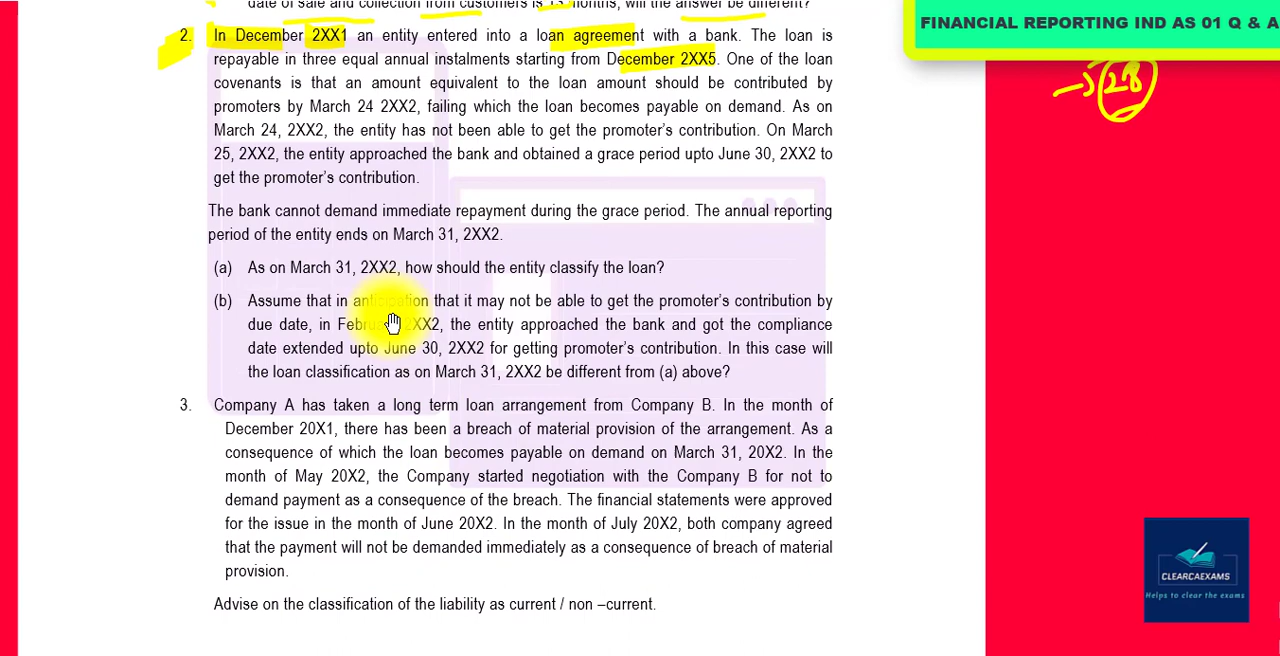 date of sale and collection from customers is 13 months, will the answer be different?
FINANCIAL REPORTING IND AS 01 Q & A
2. In December 2XX1 an entity entered into a loan agreement with a bank. The loan is
repayable in three equal annual instalments starting from December 2XX5. One of the loan
covenants is that an amount equivalent to the loan amount should be contributed by
promoters by March 24 2XX2, failing which the loan becomes payable on demand. As on
March 24, 2XX2, the entity has not been able to get the promoter's contribution. On March
25, 2XX2, the entity approached the bank and obtained a grace period upto June 30, 2XX2 to
get the promoter's contribution.
The bank cannot demand immediate repayment during the grace period. The annual reporting
period of the entity ends on March 31, 2XX2.
(a) As on March 31, 2XX2, how should the entity classify the loan?
(b) Assume that in anticipation that it may not be able to get the promoter's contribution by
due date, in February 2XX2, the entity approached the bank and got the compliance
date extended upto June 30, 2XX2 for getting promoter's contribution. In this case will
the loan classification as on March 31, 2XX2 be different from (a) above?
3. Company A has taken a long term loan arrangement from Company B. In the month of
December 20X1, there has been a breach of material provision of the arrangement. As a
consequence of which the loan becomes payable on demand on March 31, 20X2. In the
month of May 20X2, the Company started negotiation with the Company B for not to
demand payment as a consequence of the breach. The financial statements were approved
for the issue in the month of June 20X2. In the month of July 20X2, both company agreed
that the payment will not be demanded immediately as a consequence of breach of material
provision.
Advise on the classification of the liability as current / non –current.
CLEARCAEXAMS
Helps to clear the exams